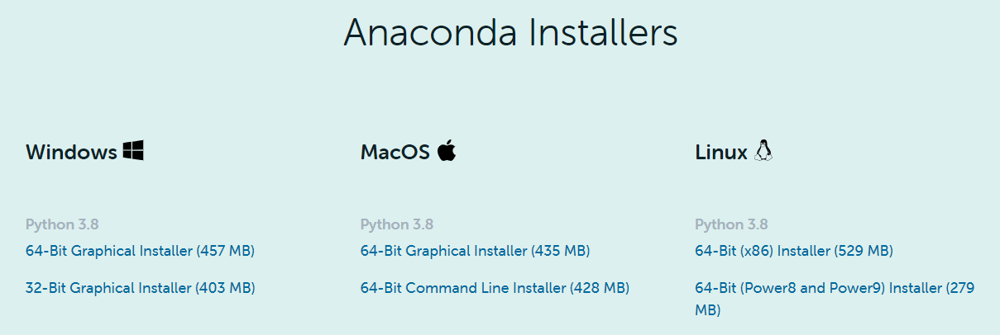 Anaconda Installers
Windows
Python 3.8
64-Bit Graphical Installer (457 MB)
32-Bit Graphical Installer (403 MB)
MacOS
Python 3.8
64-Bit Graphical Installer (435 MB)
64-Bit Command Line Installer (428 MB)
Linux
Python 3.8
64-Bit (x86) Installer (529 MB)
64-Bit (Power8 and Power9) Installer (279
MB)